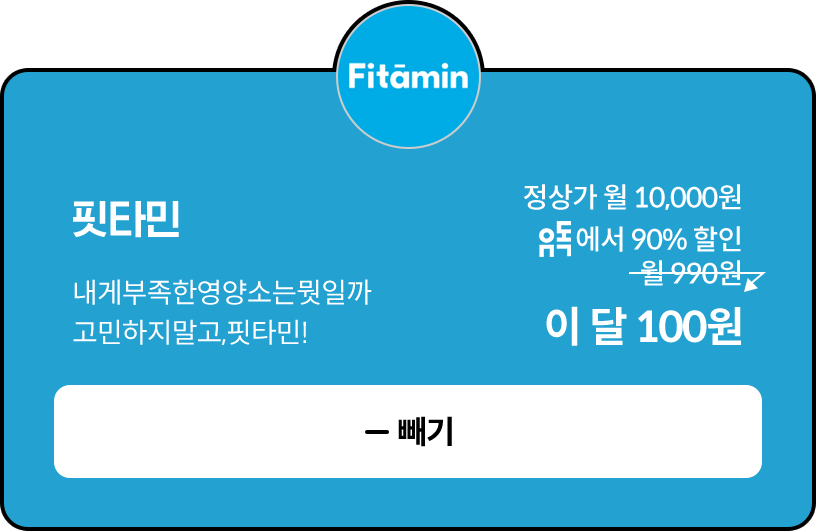 Fitāmin
핏타민
내게부족한영양소는뭣일까
고민하지말고,핏타민!
정상가 월 10,000원
유독에서 90% 할인
월 990원
이 달 100원
– 빼기